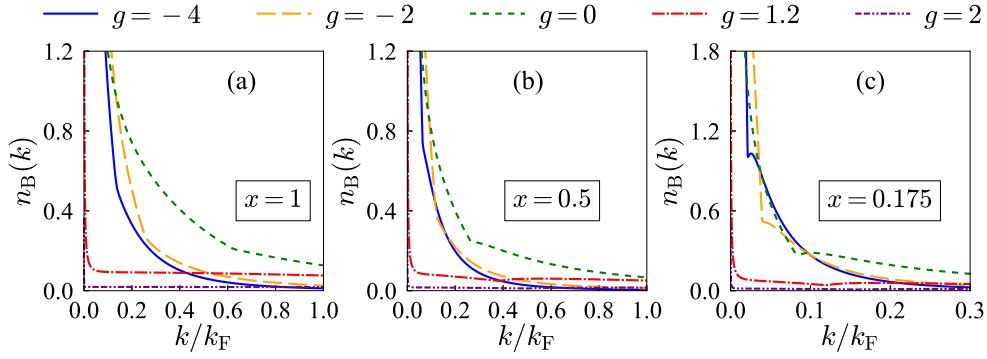 g = −4 g = −2 g = 0 g = 1.2 g = 2
(a) (b) (c)
x = 1 x = 0.5 x = 0.175
n_B(k) n_B(k) n_B(k)
1.2 0.8 0.4 0.0
1.2 0.8 0.4 0.0
1.8 1.2 0.6 0.0
0.0 0.2 0.4 0.6 0.8 1.0
0.0 0.2 0.4 0.6 0.8 1.0
0.0 0.1 0.2 0.3
k/k_F k/k_F k/k_F